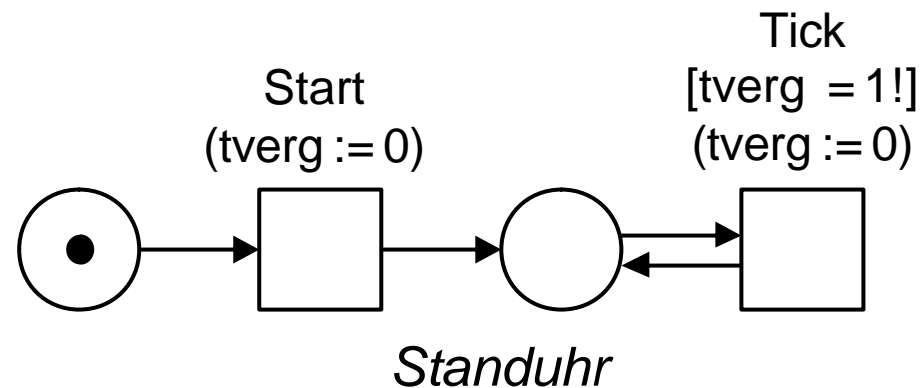 Start
(tverg := 0)
Tick
[tverg = 1!]
(tverg := 0)
Standuhr